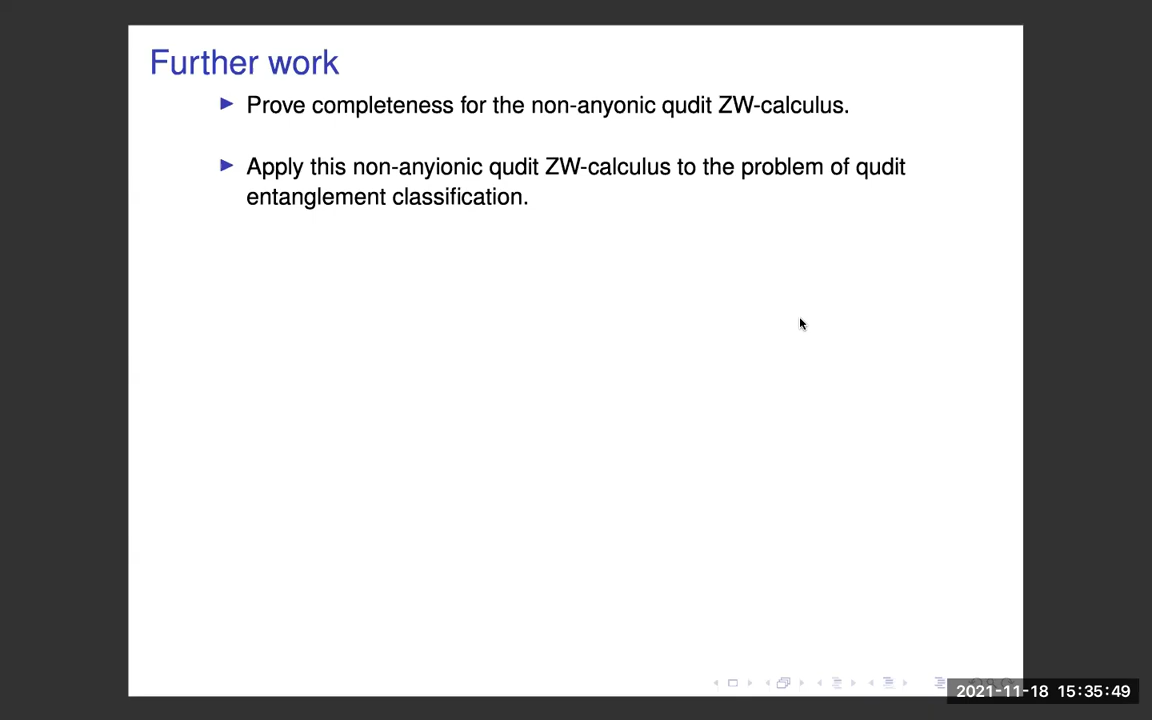 Further work
Prove completeness for the non-anyonic qudit ZW-calculus.
Apply this non-anyionic qudit ZW-calculus to the problem of qudit
entanglement classification.
2021-11-18 15:35:49